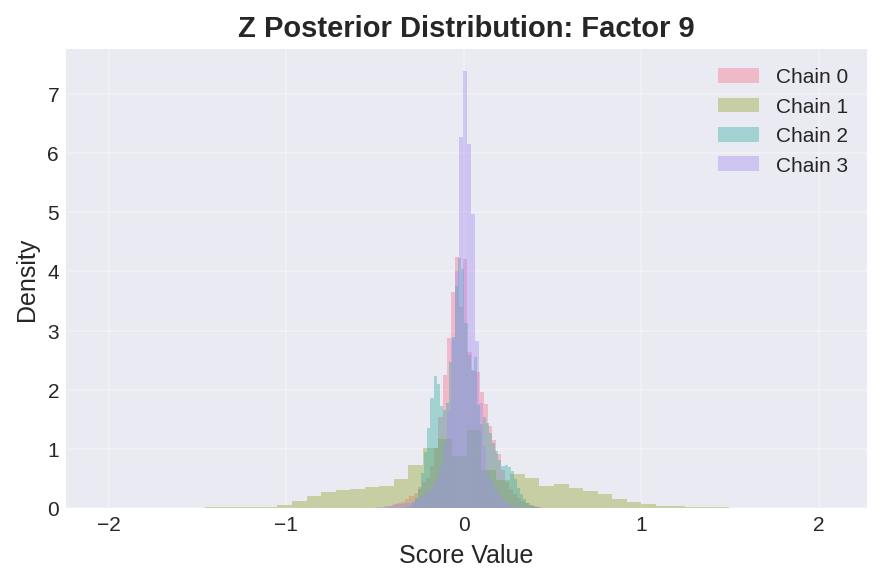 Z Posterior Distribution: Factor 9
Chain 0
Chain 1
Chain 2
Chain 3
Density
7
6
5
4
3
2
1
0
−2
−1
0
1
2
Score Value